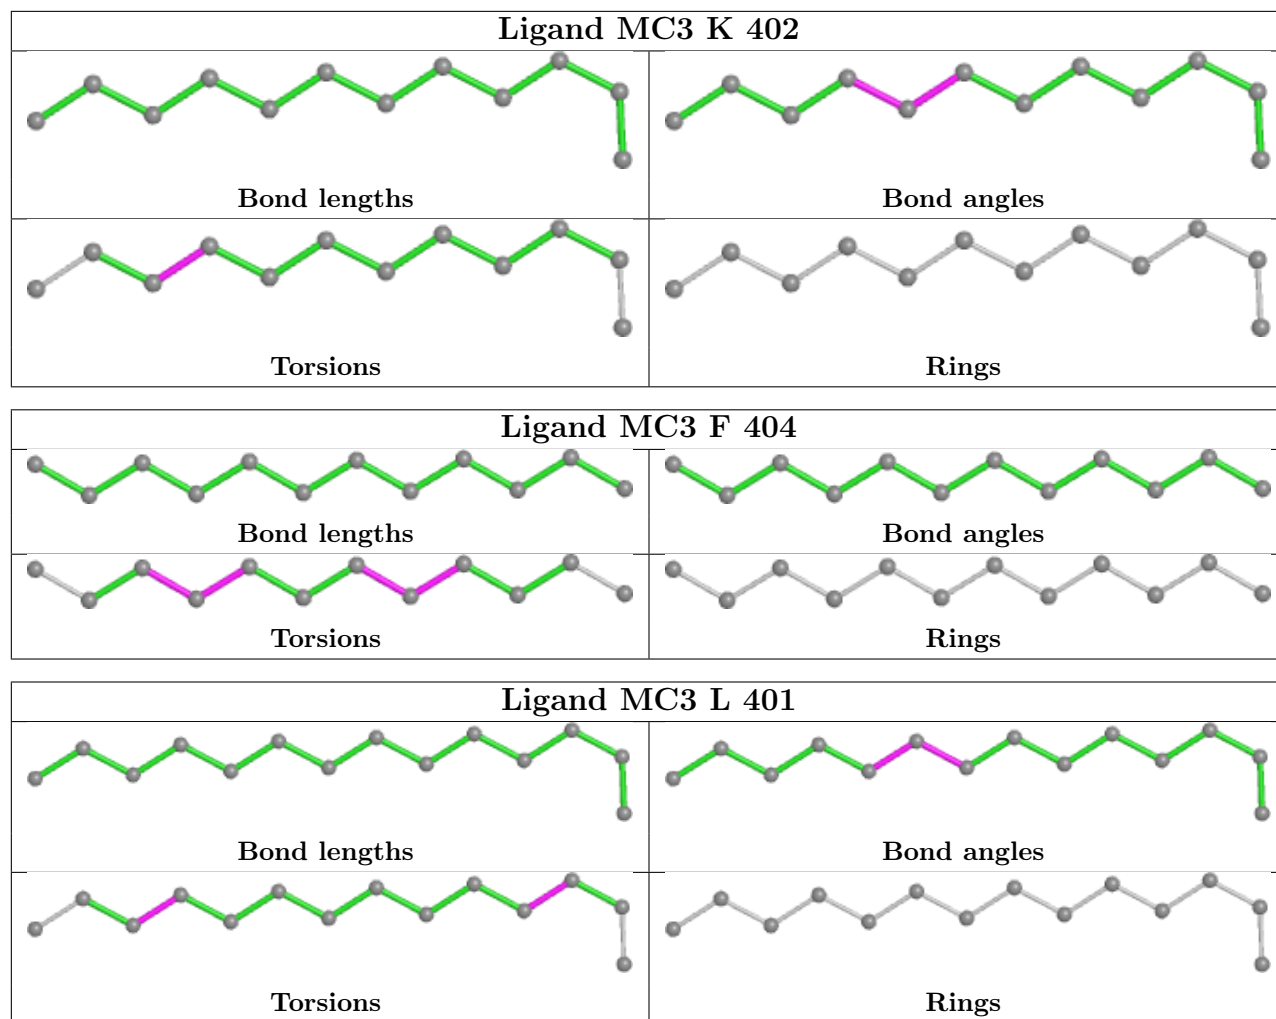 Ligand MC3 K 402
Bond lengths
Bond angles
Torsions
Rings
Ligand MC3 F 404
Bond lengths
Bond angles
Torsions
Rings
Ligand MC3 L 401
Bond lengths
Bond angles
Torsions
Rings